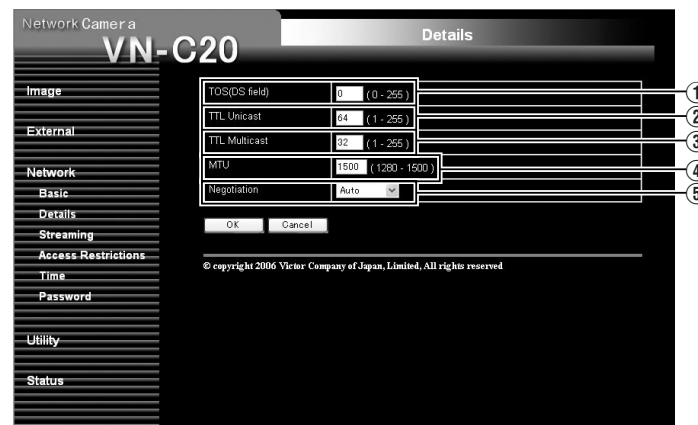 Network Camera
VN-C20
Details
Image
External
Network
Basic
Details
Streaming
Access Restrictions
Time
Password
Utility
Status
TOS(DS field) 0 ( 0 - 255 ) ①
TTL Unicast 64 ( 1 - 255 ) ②
TTL Multicast 32 ( 1 - 255 ) ③
MTU 1500 ( 1280 - 1500 ) ④
Negotiation Auto ⑤
OK Cancel
© copyright 2006 Victor Company of Japan, Limited, All rights reserved